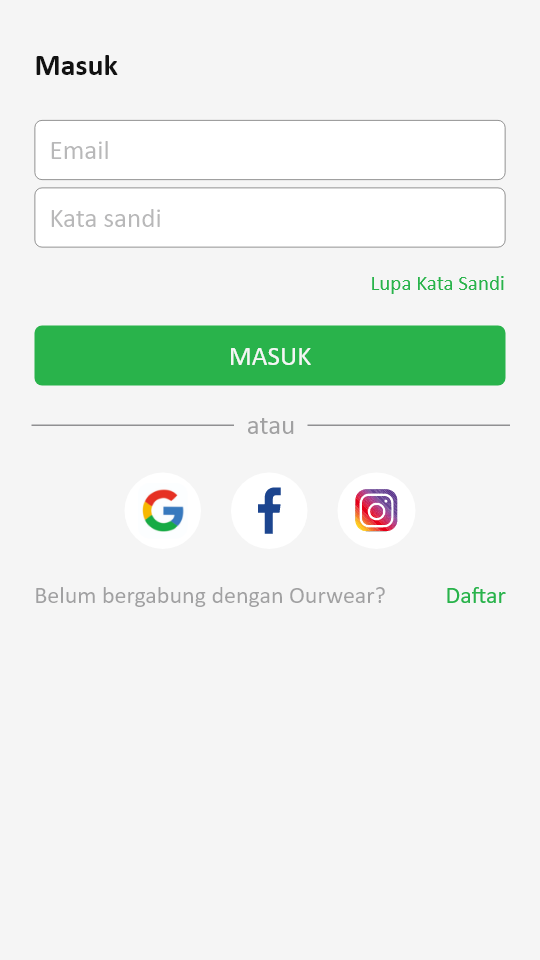 Masuk
Email
Kata sandi
Lupa Kata Sandi
MASUK
atau
Belum bergabung dengan Ourwear? Daftar